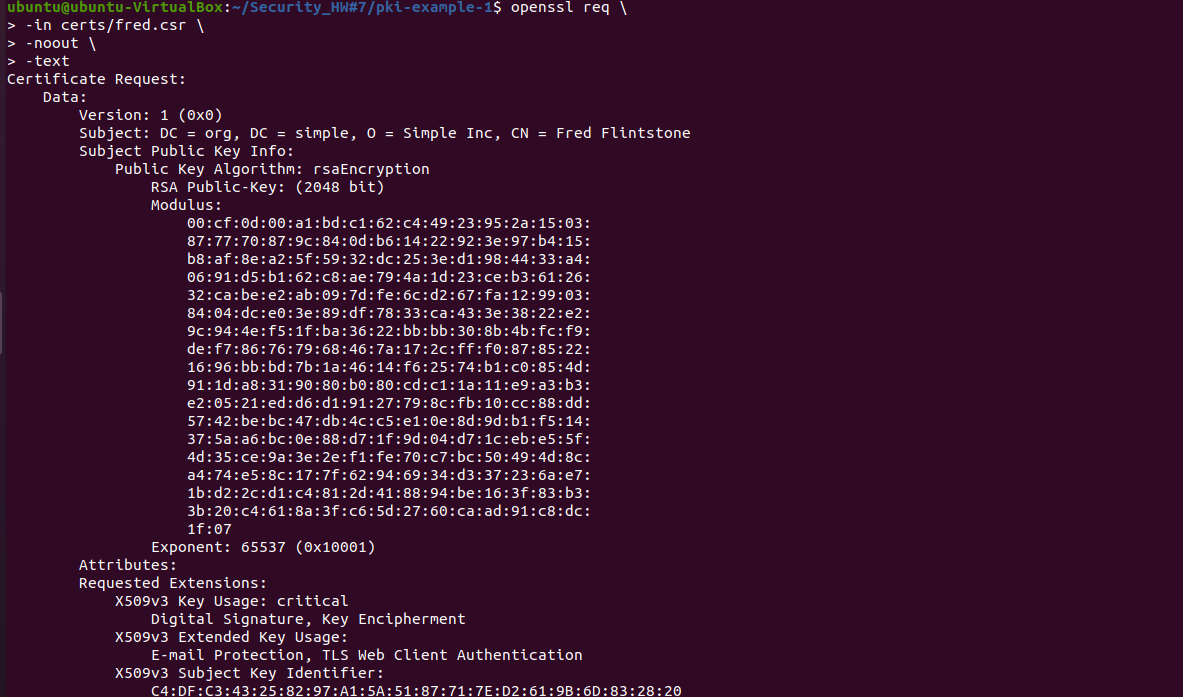 ubuntu@ubuntu-VirtualBox:~/Security_HW#7/pki-example-1$ openssl req \
> -in certs/fred.csr \
> -noout \
> -text
Certificate Request:
Data:
Version: 1 (0x0)
Subject: DC = org, DC = simple, O = Simple Inc, CN = Fred Flintstone
Subject Public Key Info:
Public Key Algorithm: rsaEncryption
RSA Public-Key: (2048 bit)
Modulus:
00:cf:0d:00:a1:bd:c1:62:c4:49:23:95:2a:15:03:
87:77:70:87:9c:84:0d:b6:14:22:92:3e:97:b4:15:
b8:af:8e:a2:5f:59:32:dc:25:3e:d1:98:44:33:a4:
06:91:d5:b1:62:c8:ae:79:4a:1d:23:ce:b3:61:26:
32:ca:be:e2:ab:09:7d:fe:6c:d2:67:fa:12:99:03:
84:04:dc:e0:3e:89:df:78:33:ca:43:3e:38:22:e2:
9c:94:4e:f5:1f:ba:36:22:bb:bb:30:8b:4b:fc:f9:
de:f7:86:76:79:68:46:7a:17:2c:ff:f0:87:85:22:
16:96:bb:bd:7b:1a:46:14:f6:25:74:b1:c0:85:4d:
91:1d:a8:31:90:80:b0:80:cd:c1:1a:11:e9:a3:b3:
e2:05:21:ed:d6:d1:91:27:79:8c:fb:10:cc:88:dd:
57:42:be:bc:47:db:4c:c5:e1:0e:8d:9d:b1:f5:14:
37:5a:a6:bc:0e:88:d7:1f:9d:04:d7:1c:eb:e5:5f:
4d:35:ce:9a:3e:2e:f1:fe:70:c7:bc:50:49:4d:8c:
a4:74:e5:8c:17:7f:62:94:69:34:d3:37:23:6a:e7:
1b:d2:2c:d1:c4:81:2d:41:88:94:be:16:3f:83:b3:
3b:20:c4:61:8a:3f:c6:5d:27:60:ca:ad:91:c8:dc:
1f:07
Exponent: 65537 (0x10001)
Attributes:
Requested Extensions:
X509v3 Key Usage: critical
Digital Signature, Key Encipherment
X509v3 Extended Key Usage:
E-mail Protection, TLS Web Client Authentication
X509v3 Subject Key Identifier:
C4:DF:C3:43:25:82:97:A1:5A:51:87:71:7E:D2:61:9B:6D:83:28:20